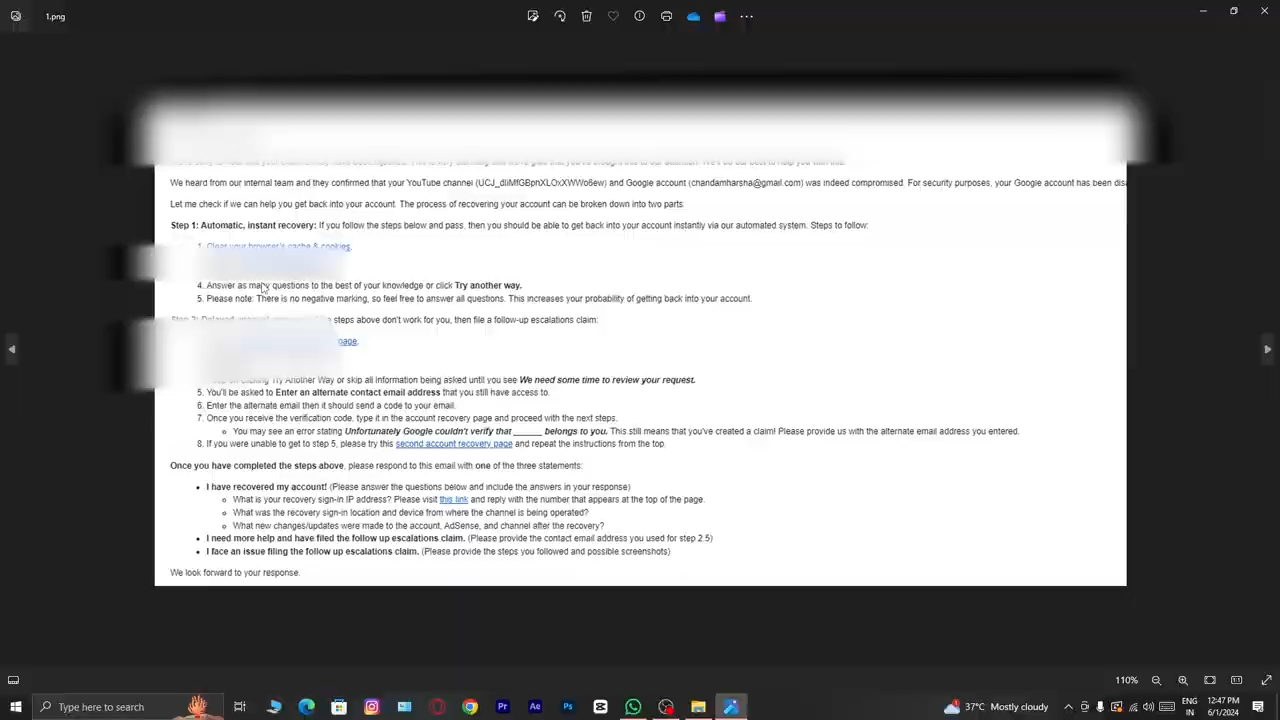 1.png
We heard from our internal team and they confirmed that your YouTube channel and Google account (chandamharsha@gmail.com) was indeed compromised. For security purposes, your Google account has been
Let me check if we can help you get back into your account. The process of recovering your account can be broken down into two parts.
Step 1: Automatic, instant recovery: If you follow the steps below and pass, then you should be able to get back into your account instantly via our automated system. Steps to follow:
1. Clear your browser's cache & cookies.
4. Answer as many questions to the best of your knowledge or click Try another way.
5. Please note: There is no negative marking, so feel free to answer all questions. This increases your probability of getting back into your account.
steps above don't work for you, then file a follow-up escalations claim:
page.
clicking Try Another Way or skip all information being asked until you see We need some time to review your request.
5. You'll be asked to Enter an alternate contact email address that you still have access to.
6. Enter the alternate email then it should send a code to your email.
7. Once you receive the verification code, type it in the account recovery page and proceed with the next steps.
○ You may see an error stating Unfortunately Google couldn't verify that ______ belongs to you. This still means that you've created a claim! Please provide us with the alternate email address you entered.
8. If you were unable to get to step 5, please try this second account recovery page and repeat the instructions from the top.
Once you have completed the steps above, please respond to this email with one of the three statements:
• I have recovered my account! (Please answer the questions below and include the answers in your response)
○ What is your recovery sign-in IP address? Please visit this link and reply with the number that appears at the top of the page.
○ What was the recovery sign-in location and device from where the channel is being operated?
○ What new changes/updates were made to the account, AdSense, and channel after the recovery?
• I need more help and have filed the follow up escalations claim. (Please provide the contact email address you used for step 2.5)
• I face an issue filing the follow up escalations claim. (Please provide the steps you followed and possible screenshots)
We look forward to your response.
110%
Type here to search
Pr
Ae
Ps
37°C Mostly cloudy
ENG
IN
12:47 PM
6/1/2024